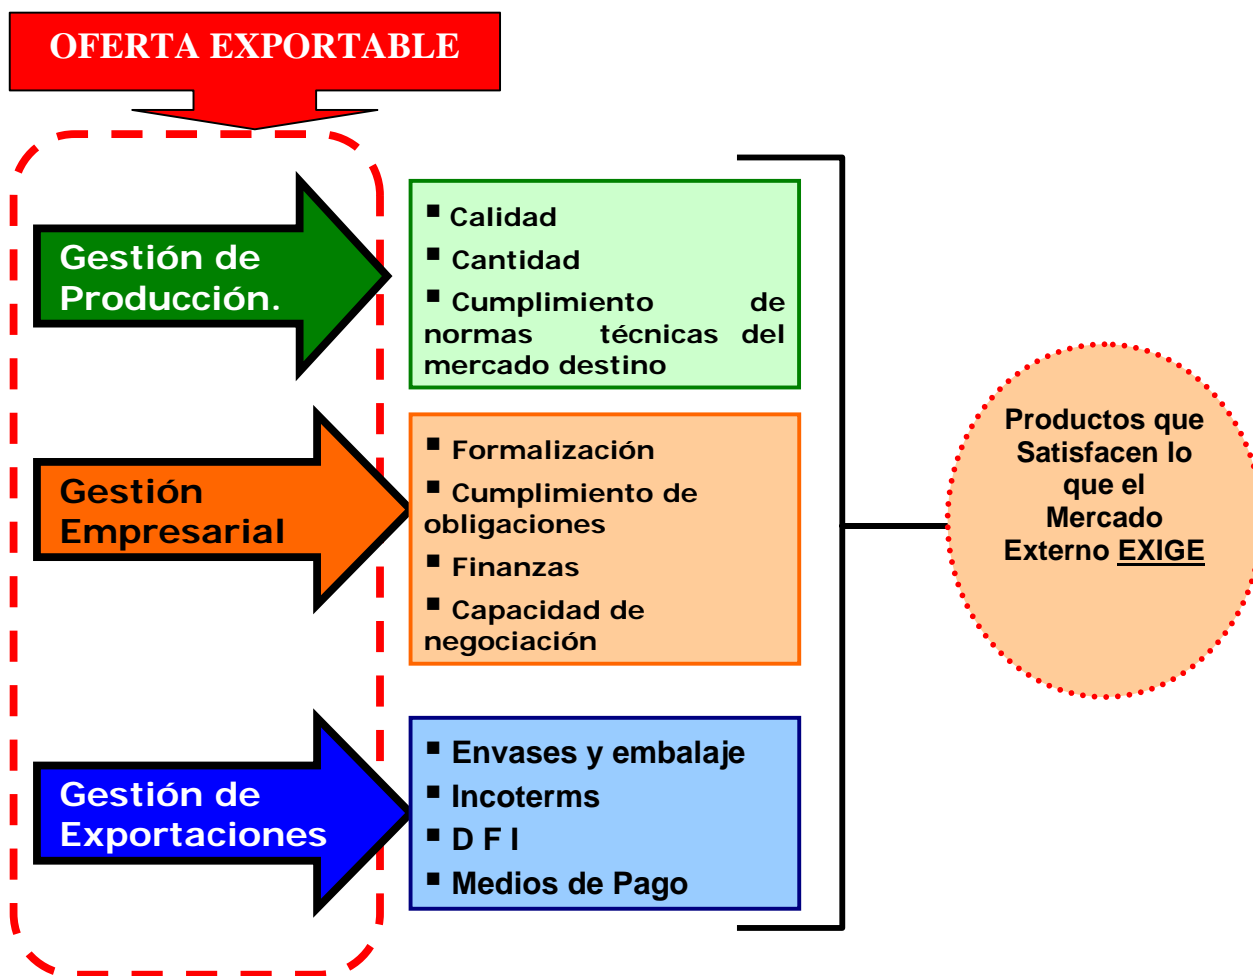 OFERTA EXPORTABLE
Gestión de
Producción.
▪ Calidad
▪ Cantidad
▪ Cumplimiento de
normas técnicas del
mercado destino
Gestión
Empresarial
▪ Formalización
▪ Cumplimiento de
obligaciones
▪ Finanzas
▪ Capacidad de
negociación
Gestión de
Exportaciones
▪ Envases y embalaje
▪ Incoterms
▪ D F I
▪ Medios de Pago
Productos que
Satisfacen lo
que el
Mercado
Externo EXIGE